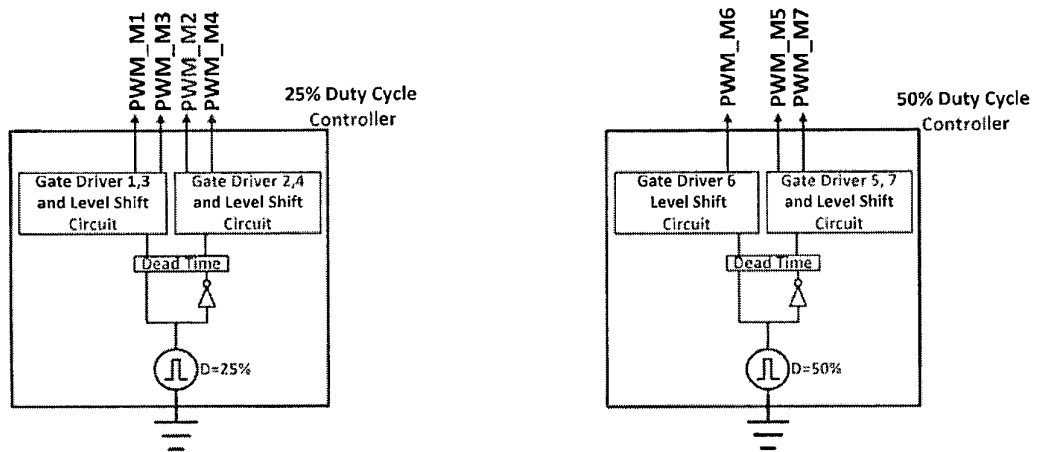 PWM_M1
PWM_M3
PWM_M2
PWM_M4
25% Duty Cycle
Controller
Gate Driver 1,3
and Level Shift
Circuit
Gate Driver 2,4
and Level Shift
Circuit
Dead Time
D=25%
PWM_M6
PWM_M5
PWM_M7
50% Duty Cycle
Controller
Gate Driver 6
Level Shift
Circuit
Gate Driver 5, 7
and Level Shift
Circuit
Dead Time
D=50%